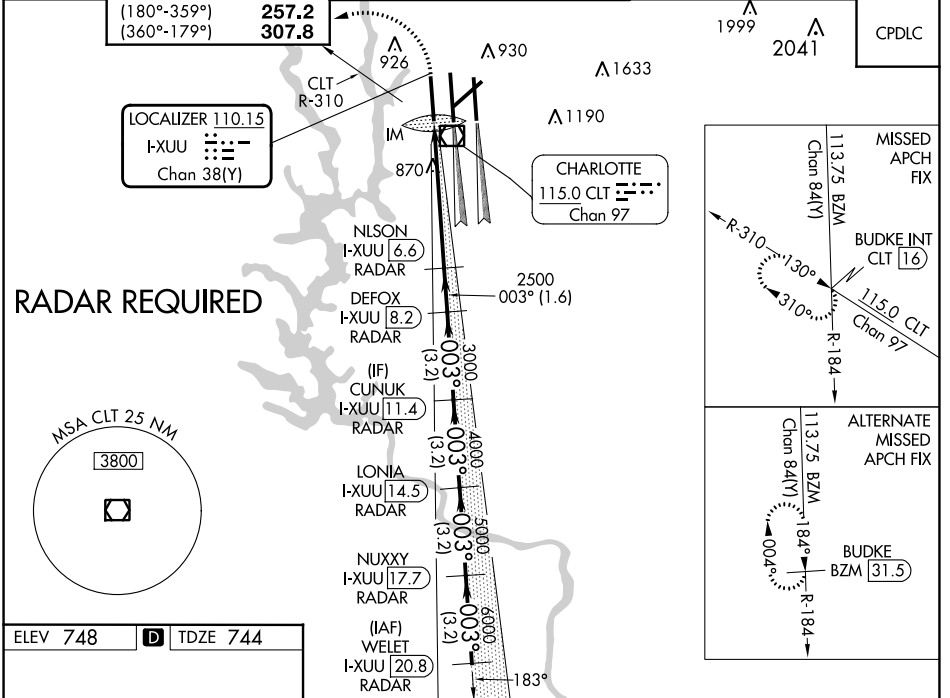 (180°-359°) 257.2
(360°-179°) 307.8
CPDLC
1999
2041
926
930
1633
1190
870
CLT
R-310
LOCALIZER 110.15
I-XUU
Chan 38(Y)
IM
CHARLOTTE
115.0 CLT
Chan 97
RADAR REQUIRED
NLSON
I-XUU 6.6
RADAR
2500
003° (1.6)
DEFOX
I-XUU 8.2
RADAR
3000
003°
(3.2)
(IF)
CUNUK
I-XUU 11.4
RADAR
4000
003°
(3.2)
LONIA
I-XUU 14.5
RADAR
5000
003°
(3.2)
NUXXY
I-XUU 17.7
RADAR
6000
003°
(3.2)
(IAF)
WELET
I-XUU 20.8
RADAR
183°
MSA CLT 25 NM
3800
ELEV 748 D TDZE 744
MISSED
APCH
FIX
113.75 BZM
Chan 84(Y)
BUDKE INT
CLT 16
R-310
130°
310°
115.0 CLT
Chan 97
R-184
ALTERNATE
MISSED
APCH FIX
113.75 BZM
Chan 84(Y)
184°
004°
BUDKE
BZM 31.5
R-184